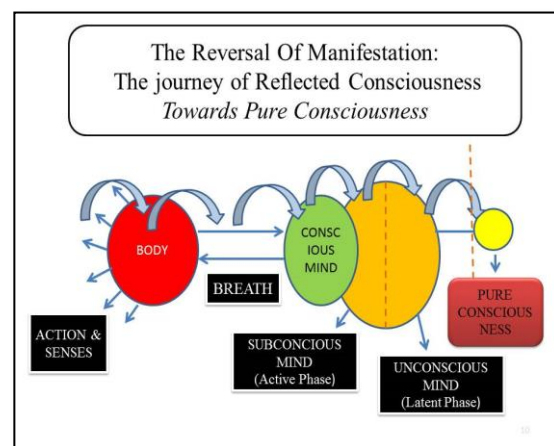 The Reversal Of Manifestation:
The journey of Reflected Consciousness
Towards Pure Consciousness
BODY
CONSC
IOUS
MIND
BREATH
ACTION &
SENSES
SUBCONCIOUS
MIND
(Active Phase)
UNCONSCIOUS
MIND
(Latent Phase)
PURE
CONSCIOUS
NESS
10